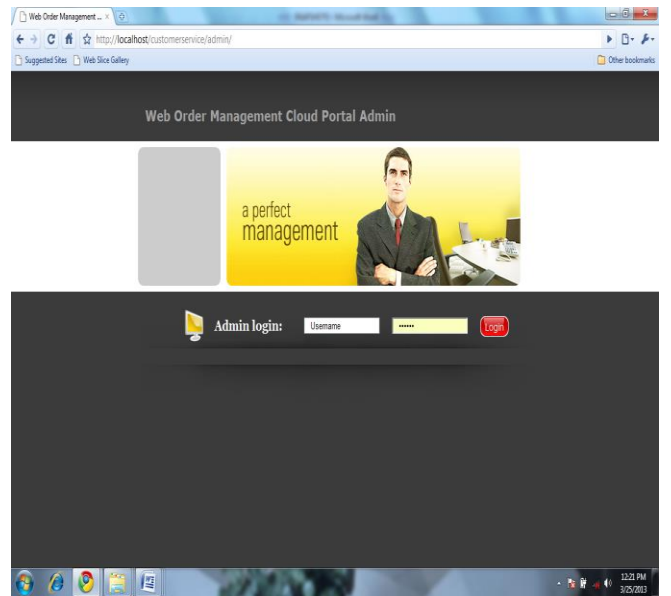 Web Order Management ... ×
http://localhost/customerservice/admin/
Suggested Sites Web Slice Gallery Other bookmarks
Web Order Management Cloud Portal Admin
a perfect
management
Admin login: Username •••••• Login
12:21 PM
3/25/2013